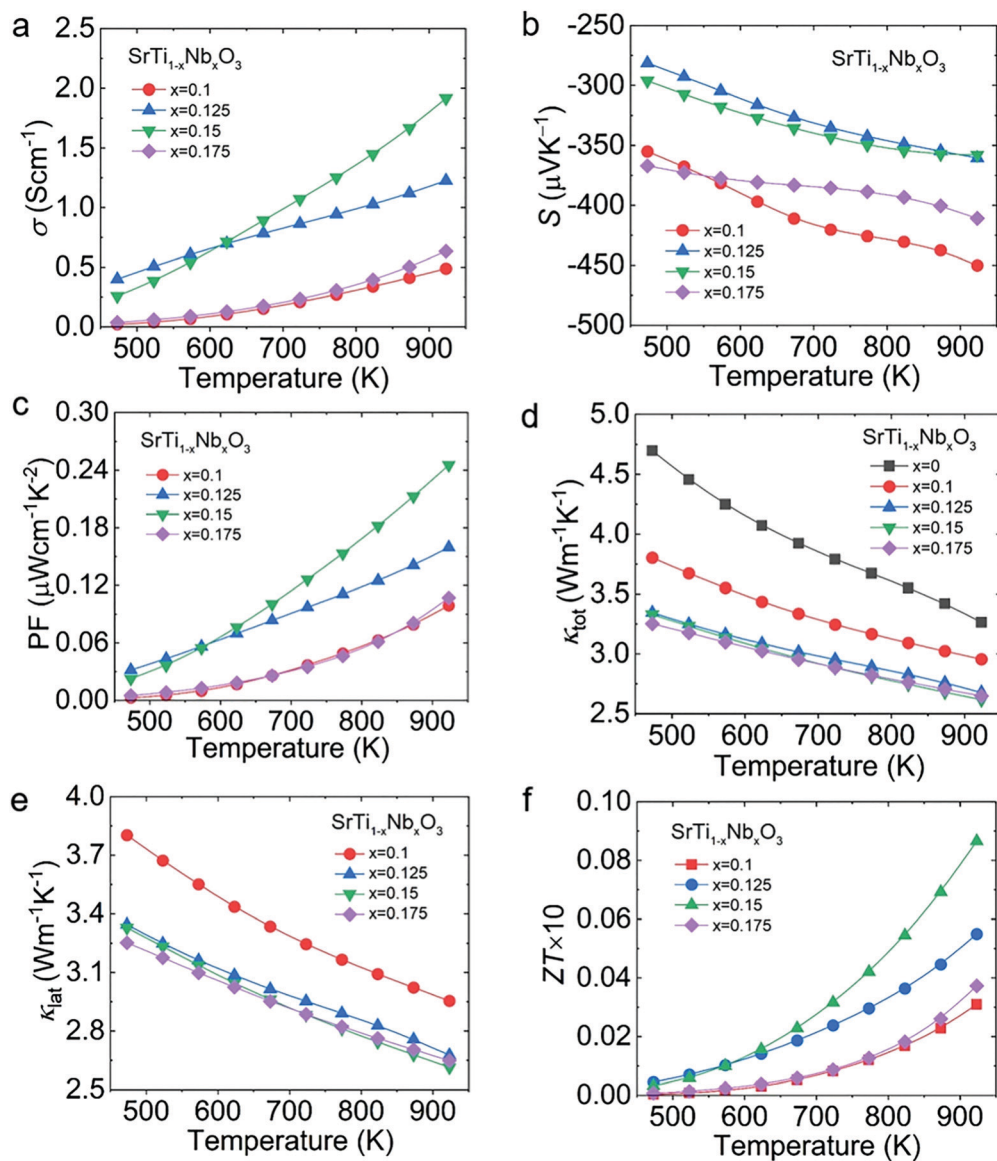 a
2.5
2.0
1.5
1.0
0.5
0.0
σ (Scm⁻¹)
SrTi₁₋ₓNbₓO₃
x=0.1
x=0.125
x=0.15
x=0.175
500 600 700 800 900
Temperature (K)
b
-250
-300
-350
-400
-450
-500
S (μVK⁻¹)
SrTi₁₋ₓNbₓO₃
x=0.1
x=0.125
x=0.15
x=0.175
500 600 700 800 900
Temperature (K)
c
0.30
0.24
0.18
0.12
0.06
0.00
PF (μWcm⁻¹K⁻²)
SrTi₁₋ₓNbₓO₃
x=0.1
x=0.125
x=0.15
x=0.175
500 600 700 800 900
Temperature (K)
d
5.0
4.5
4.0
3.5
3.0
2.5
κtot (Wm⁻¹K⁻¹)
SrTi₁₋ₓNbₓO₃
x=0
x=0.1
x=0.125
x=0.15
x=0.175
500 600 700 800 900
Temperature (K)
e
4.0
3.7
3.4
3.1
2.8
2.5
κlat (Wm⁻¹K⁻¹)
SrTi₁₋ₓNbₓO₃
x=0.1
x=0.125
x=0.15
x=0.175
500 600 700 800 900
Temperature (K)
f
0.10
0.08
0.06
0.04
0.02
0.00
ZT×10
SrTi₁₋ₓNbₓO₃
x=0.1
x=0.125
x=0.15
x=0.175
500 600 700 800 900
Temperature (K)